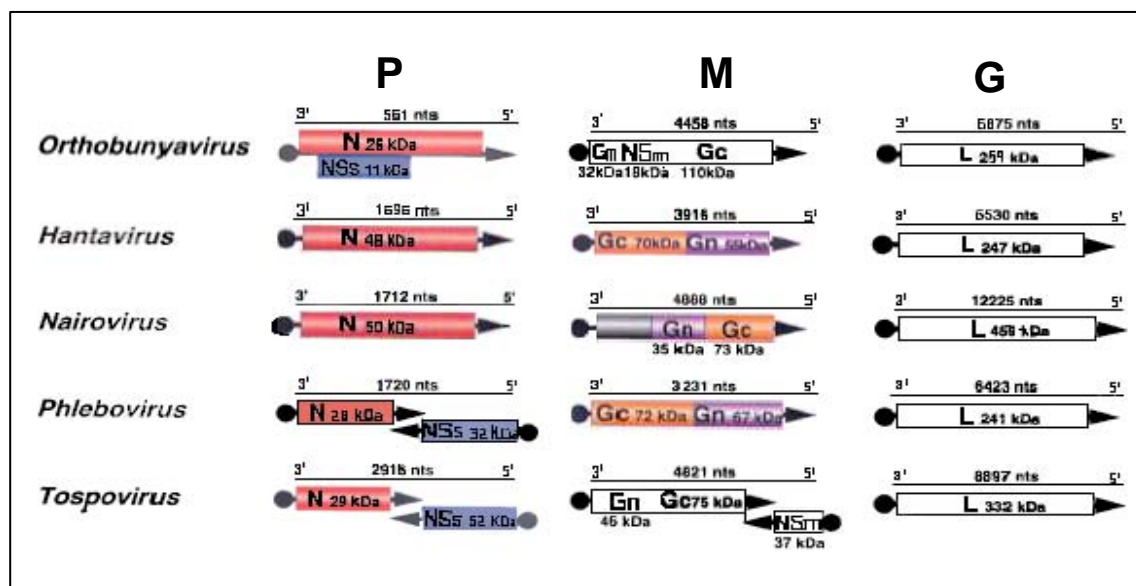 P M G
3' 561 nts 5' 3' 4458 nts 5' 3' 6875 nts 5'
Orthobunyavirus N 26 kDa Gm NSm Gc L 259 kDa
NSs 11 kDa 32kDa 18kDa 110kDa
3' 1696 nts 5' 3' 3916 nts 5' 3' 6530 nts 5'
Hantavirus N 48 kDa Gc 70kDa Gn 55kDa L 247 kDa
3' 1712 nts 5' 3' 4888 nts 5' 3' 12225 nts 5'
Nairovirus N 50 kDa Gn Gc L 459 kDa
35 kDa 73 kDa
3' 1720 nts 5' 3' 3231 nts 5' 3' 6423 nts 5'
Phlebovirus N 28 kDa Gc 72 kDa Gn 67 kDa L 241 kDa
NSs 32 kDa
3' 2916 nts 5' 3' 4821 nts 5' 3' 8897 nts 5'
Tospovirus N 29 kDa Gn Gc75 kDa L 332 kDa
NSs 52 kDa 46 kDa NSm
37 kDa